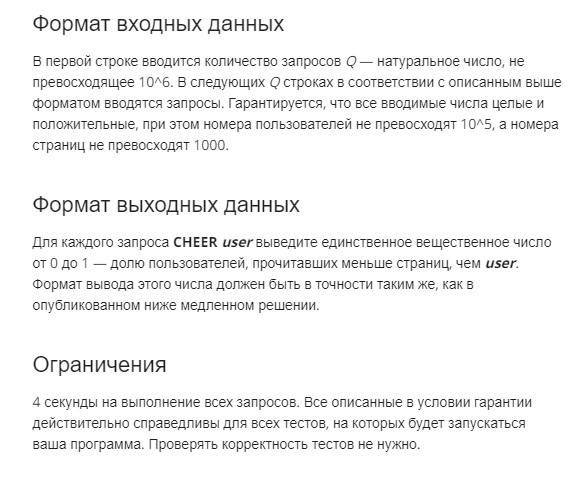 Формат входных данных
В первой строке вводится количество запросов Q — натуральное число, не
превосходящее 10^6. В следующих Q строках в соответствии с описанным выше
форматом вводятся запросы. Гарантируется, что все вводимые числа целые и
положительные, при этом номера пользователей не превосходят 10^5, а номера
страниц не превосходят 1000.
Формат выходных данных
Для каждого запроса CHEER user выведите единственное вещественное число
от 0 до 1 — долю пользователей, прочитавших меньше страниц, чем user.
Формат вывода этого числа должен быть в точности таким же, как в
опубликованном ниже медленном решении.
Ограничения
4 секунды на выполнение всех запросов. Все описанные в условии гарантии
действительно справедливы для всех тестов, на которых будет запускаться
ваша программа. Проверять корректность тестов не нужно.